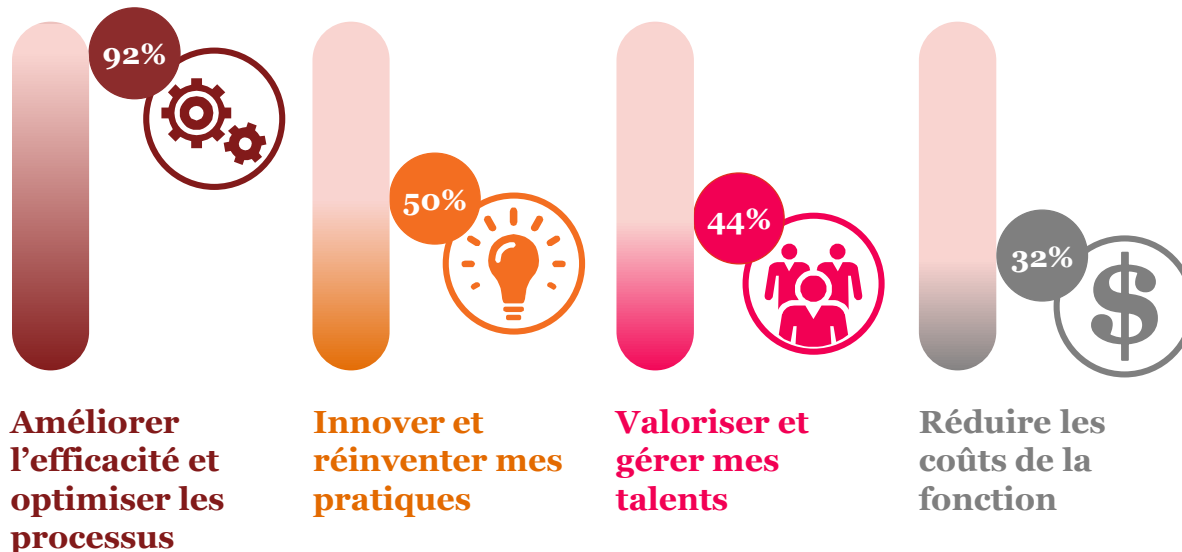 92%
50%
44%
32%
$
Améliorer
l’efficacité et
optimiser les
processus
Innover et
réinventer mes
pratiques
Valoriser et
gérer mes
talents
Réduire les
coûts de la
fonction